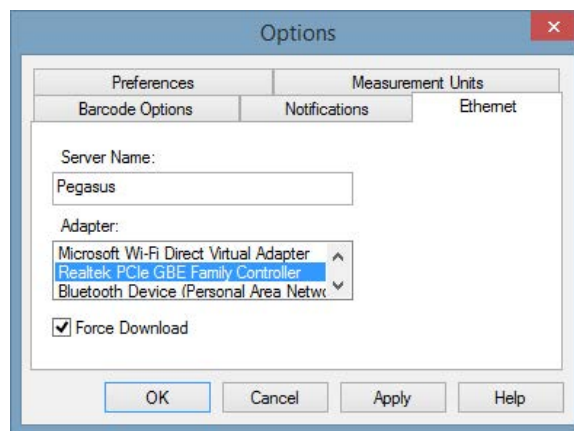 Options
Preferences
Measurement Units
Barcode Options
Notifications
Ethernet
Server Name:
Pegasus
Adapter:
Microsoft Wi-Fi Direct Virtual Adapter
Realtek PCIe GBE Family Controller
Bluetooth Device (Personal Area Netwo
Force Download
OK
Cancel
Apply
Help